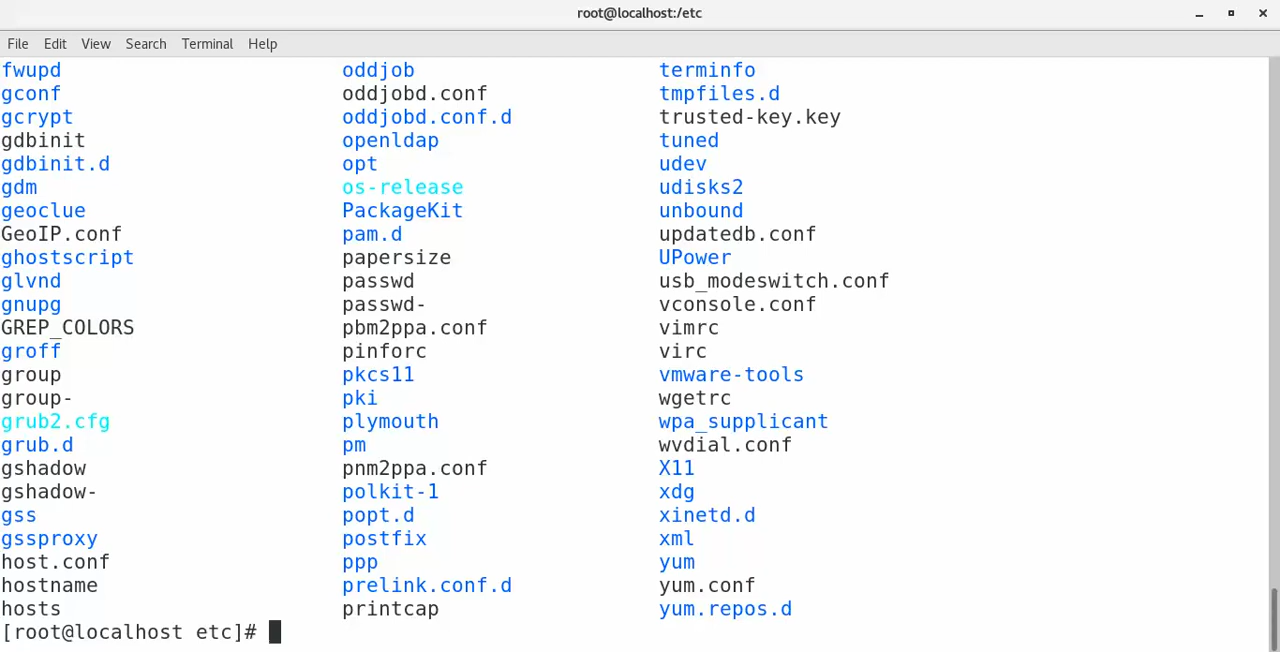 root@localhost:/etc
File Edit View Search Terminal Help
fwupd oddjob terminfo
gconf oddjobd.conf tmpfiles.d
gcrypt oddjobd.conf.d trusted-key.key
gdbinit openldap tuned
gdbinit.d opt udev
gdm os-release udisks2
geoclue PackageKit unbound
GeoIP.conf pam.d updatedb.conf
ghostscript papersize UPower
glvnd passwd usb_modeswitch.conf
gnupg passwd- vconsole.conf
GREP_COLORS pbm2ppa.conf vimrc
groff pinforc virc
group pkcs11 vmware-tools
group- pki wgetrc
grub2.cfg plymouth wpa_supplicant
grub.d pm wvdial.conf
gshadow pnm2ppa.conf X11
gshadow- polkit-1 xdg
gss popt.d xinetd.d
gssproxy postfix xml
host.conf ppp yum
hostname prelink.conf.d yum.conf
hosts printcap yum.repos.d
[root@localhost etc]#